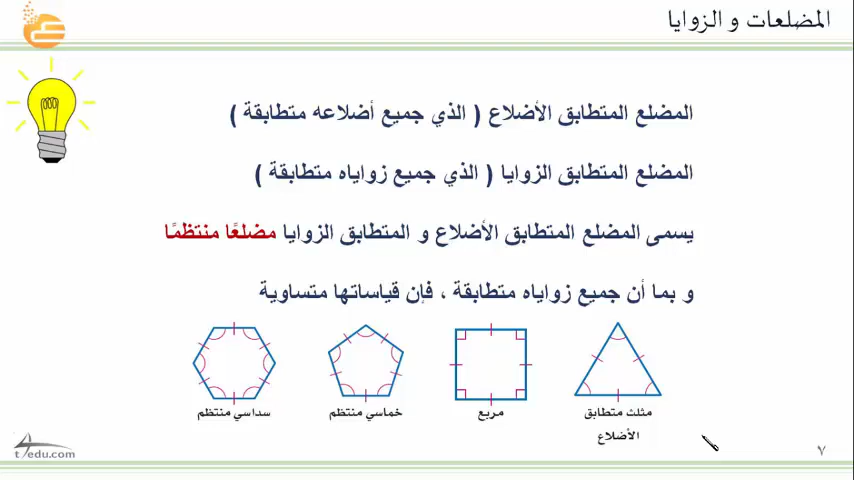 المضلعات و الزوايا
المضلع المتطابق الأضلاع ( الذي جميع أضلاعه متطابقة )
المضلع المتطابق الزوايا ( الذي جميع زواياه متطابقة )
يسمى المضلع المتطابق الأضلاع و المتطابق الزوايا مضلعًا منتظمًا
و بما أن جميع زواياه متطابقة ، فإن قياساتها متساوية
مثلث متطابق
الأضلاع
مربع
خماسي منتظم
سداسي منتظم
٧
t4edu.com